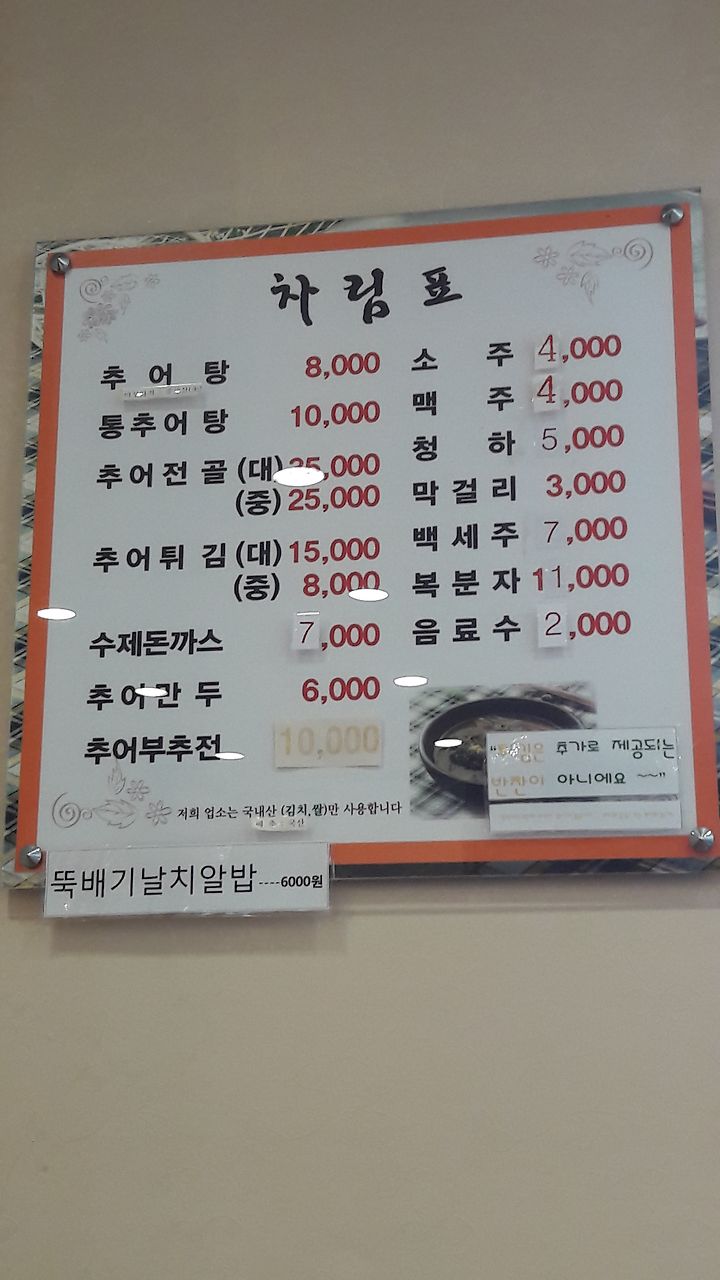 차림표
추어탕 8,000
통추어탕 10,000
추어전골 (대) 35,000
(중) 25,000
추어튀김 (대) 15,000
(중) 8,000
수제돈까스 7,000
추어만두 6,000
추어부추전 10,000
소주 4,000
맥주 4,000
청하 5,000
막걸리 3,000
백세주 7,000
복분자 11,000
음료수 2,000
저희 업소는 국내산 (김치,쌀)만 사용합니다
추가로 제공되는
반찬이 아니에요 ~~"
뚝배기날치알밥----6000원